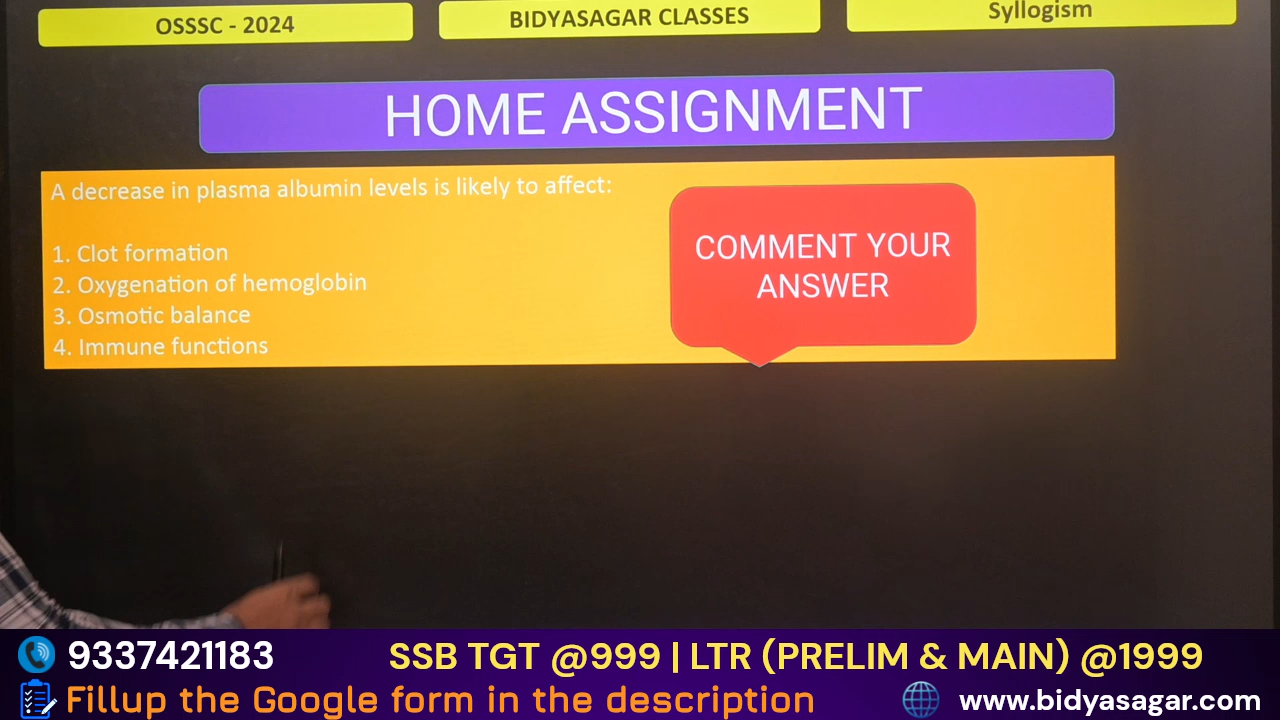 OSSSC - 2024
BIDYASAGAR CLASSES
Syllogism
HOME ASSIGNMENT
A decrease in plasma albumin levels is likely to affect:
1. Clot formation
2. Oxygenation of hemoglobin
3. Osmotic balance
4. Immune functions
COMMENT YOUR
ANSWER
9337421183
SSB TGT @999 | LTR (PRELIM & MAIN) @1999
Fillup the Google form in the description
www.bidyasagar.com